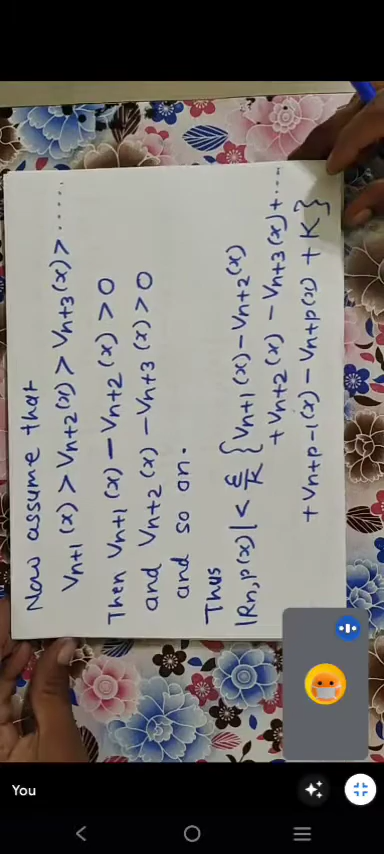 Now assume that
Vn+1(x) > Vn+2(x) > Vn+3(x) > ......
Then Vn+1(x) - Vn+2(x) > 0
and Vn+2(x) - Vn+3(x) > 0
and so on.
Thus
|Rn,p(x)| < ε/K { Vn+1(x) - Vn+2(x)
+ Vn+2(x) - Vn+3(x) + ...
+ Vn+p-1(x) - Vn+p(x) + K }
You